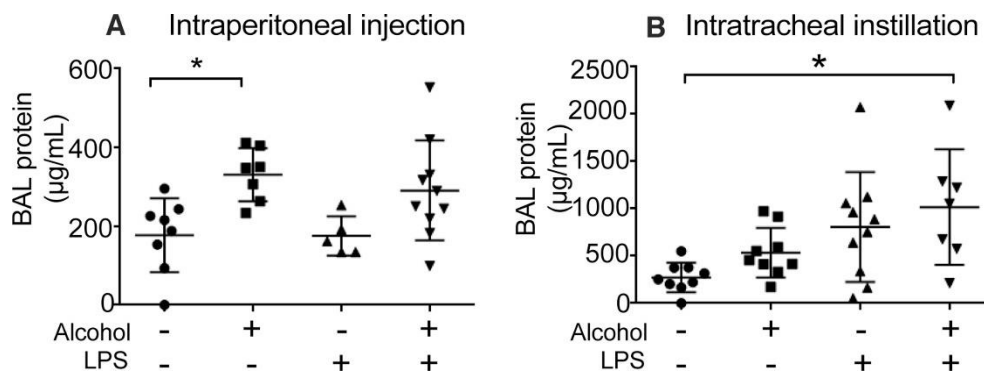 A Intraperitoneal injection
*
600
400
200
0
BAL protein
(µg/mL)
Alcohol - + - +
LPS - - + +
B Intratracheal instillation
*
2500
2000
1500
1000
500
0
BAL protein
(µg/mL)
Alcohol - + - +
LPS - - + +